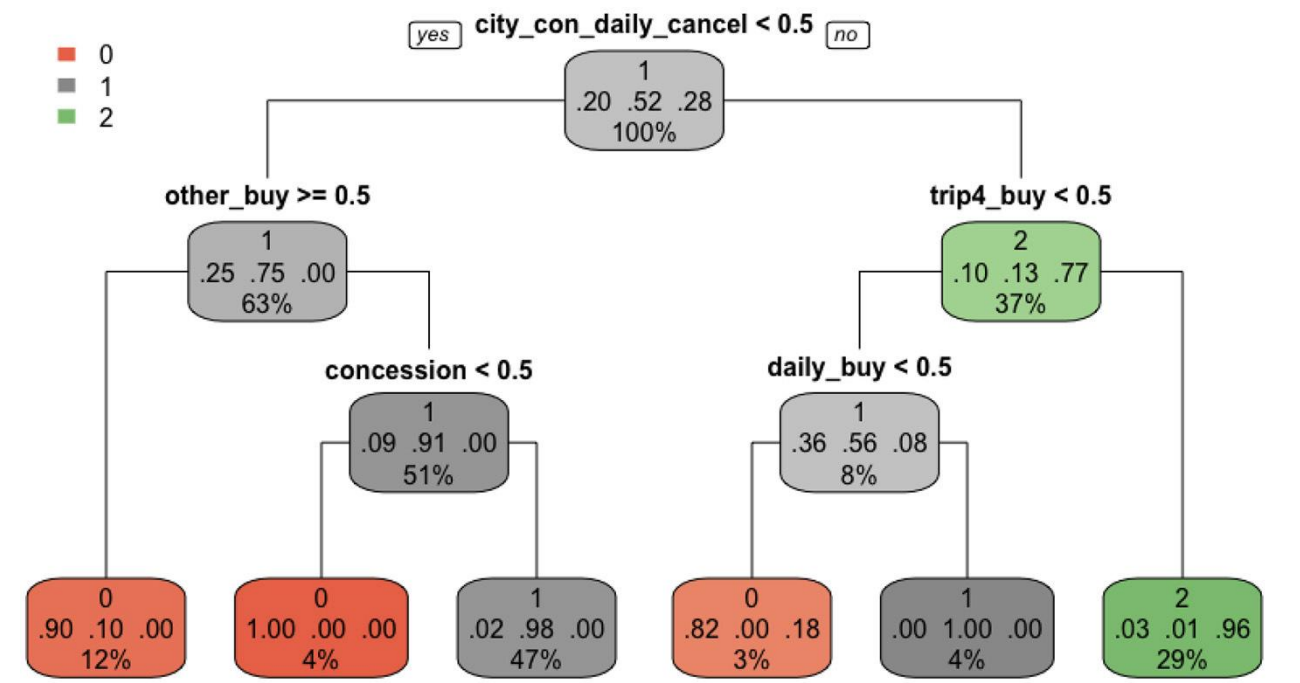 city_con_daily_cancel < 0.5
yes
no
0
1
2
1
.20 .52 .28
100%
other_buy >= 0.5
trip4_buy < 0.5
1
.25 .75 .00
63%
2
.10 .13 .77
37%
concession < 0.5
daily_buy < 0.5
1
.09 .91 .00
51%
1
.36 .56 .08
8%
0
.90 .10 .00
12%
0
1.00 .00 .00
4%
1
.02 .98 .00
47%
0
.82 .00 .18
3%
1
.00 1.00 .00
4%
2
.03 .01 .96
29%